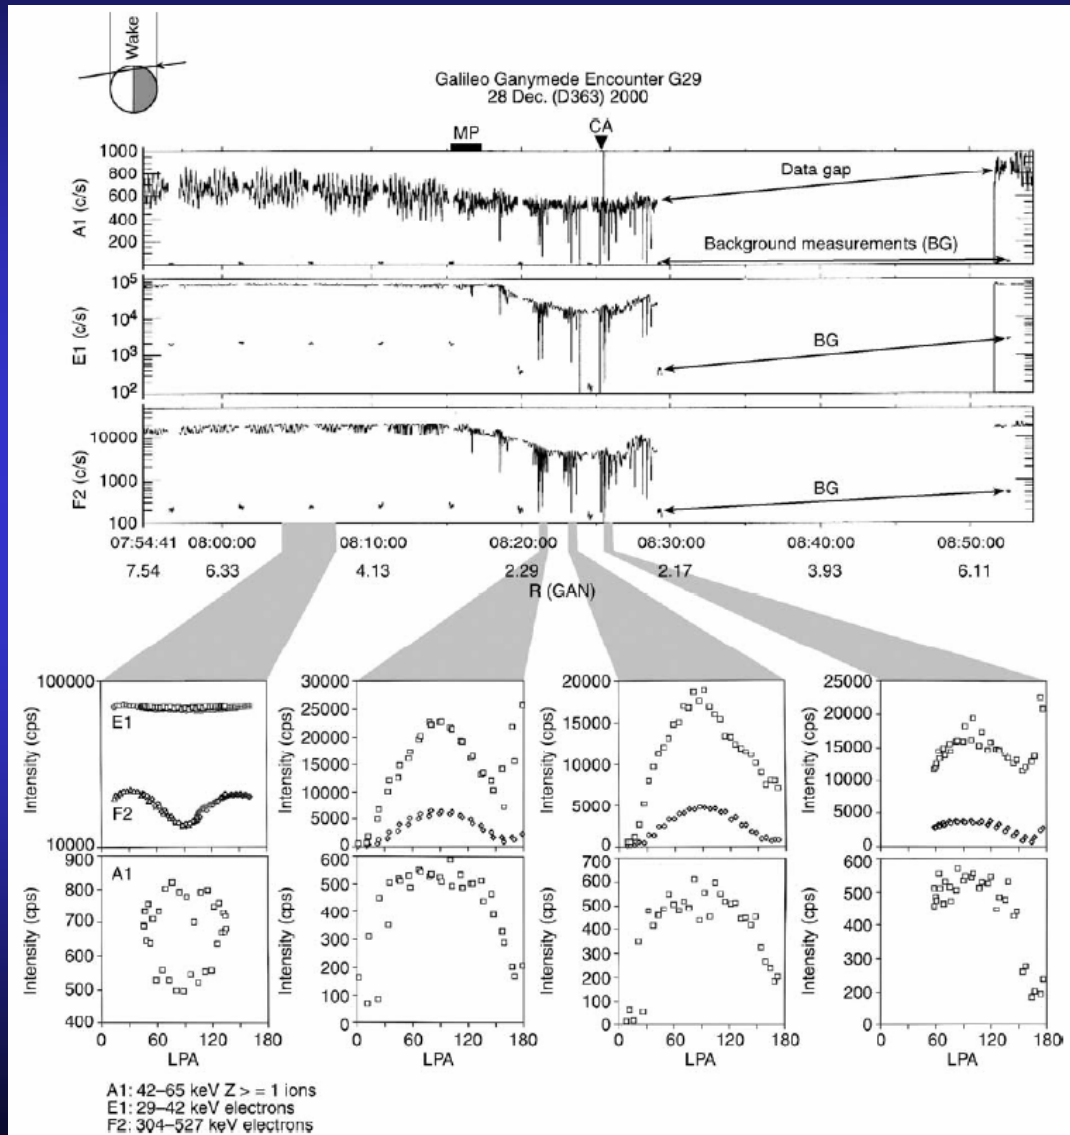 Wake
Galileo Ganymede Encounter G29
28 Dec. (D363) 2000
MP
CA
A1 (c/s)
1000
800
600
400
200
Data gap
Background measurements (BG)
E1 (c/s)
10^5
10^4
10^3
10^2
BG
F2 (c/s)
10000
1000
100
BG
07:54:41 08:00:00 08:10:00 08:20:00 08:30:00 08:40:00 08:50:00
7.54 6.33 4.13 2.29 2.17 3.93 6.11
R (GAN)
Intensity (cps)
100000
10000
E1
F2
Intensity (cps)
30000
25000
20000
15000
10000
5000
0
Intensity (cps)
20000
15000
10000
5000
0
Intensity (cps)
25000
20000
15000
10000
5000
0
Intensity (cps)
900
800
700
600
500
400
A1
0 60 120 180
LPA
Intensity (cps)
600
500
400
300
200
100
0
0 60 120 180
LPA
Intensity (cps)
700
600
500
400
300
200
100
0
0 60 120 180
LPA
Intensity (cps)
600
500
400
300
200
100
0
0 60 120 180
LPA
A1: 42–65 keV Z > = 1 ions
E1: 29–42 keV electrons
F2: 304–527 keV electrons